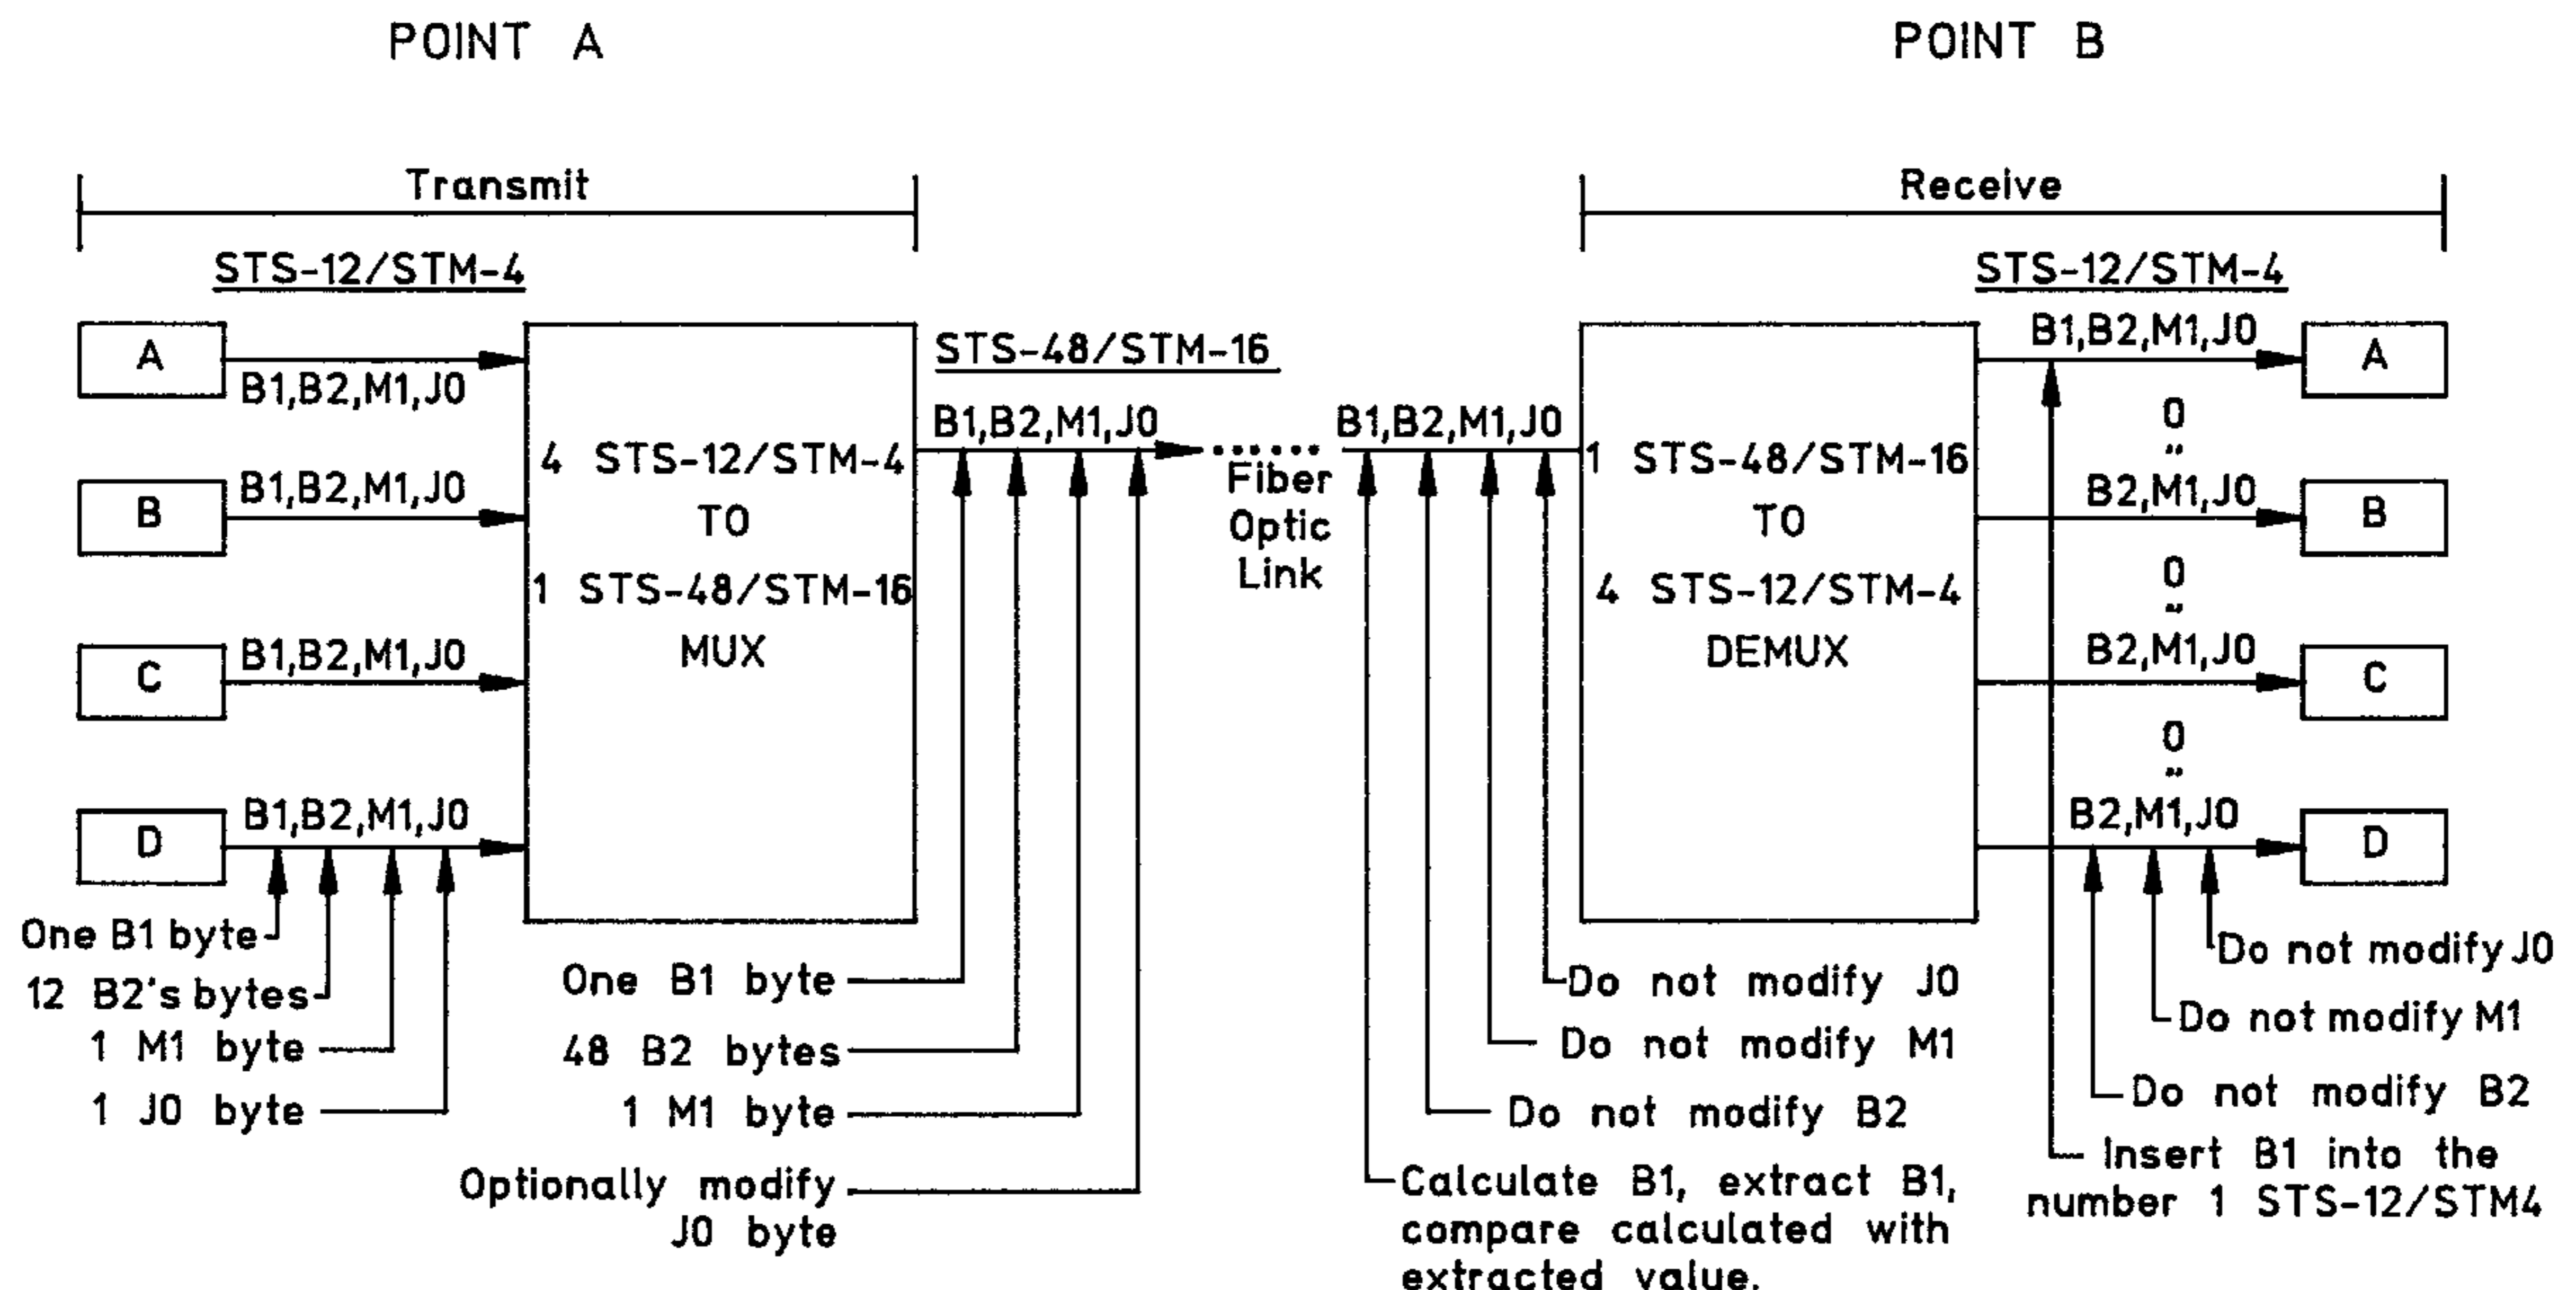 POINT A
POINT B
Transmit
Receive
STS-12/STM-4
STS-12/STM-4
A
B1,B2,M1,J0
B
B1,B2,M1,J0
C
B1,B2,M1,J0
D
B1,B2,M1,J0
One B1 byte
12 B2's bytes
1 M1 byte
1 J0 byte
4 STS-12/STM-4
TO
1 STS-48/STM-16
MUX
STS-48/STM-16
B1,B2,M1,J0
Fiber
Optic
Link
One B1 byte
48 B2 bytes
1 M1 byte
Optionally modify
J0 byte
B1,B2,M1,J0
1 STS-48/STM-16
TO
4 STS-12/STM-4
DEMUX
Do not modify J0
Do not modify M1
Do not modify B2
Calculate B1, extract B1,
compare calculated with
extracted value.
B1,B2,M1,J0
A
0
"
B2,M1,J0
B
0
"
B2,M1,J0
C
0
"
B2,M1,J0
D
Do not modify J0
Do not modify M1
Do not modify B2
Insert B1 into the
number 1 STS-12/STM4